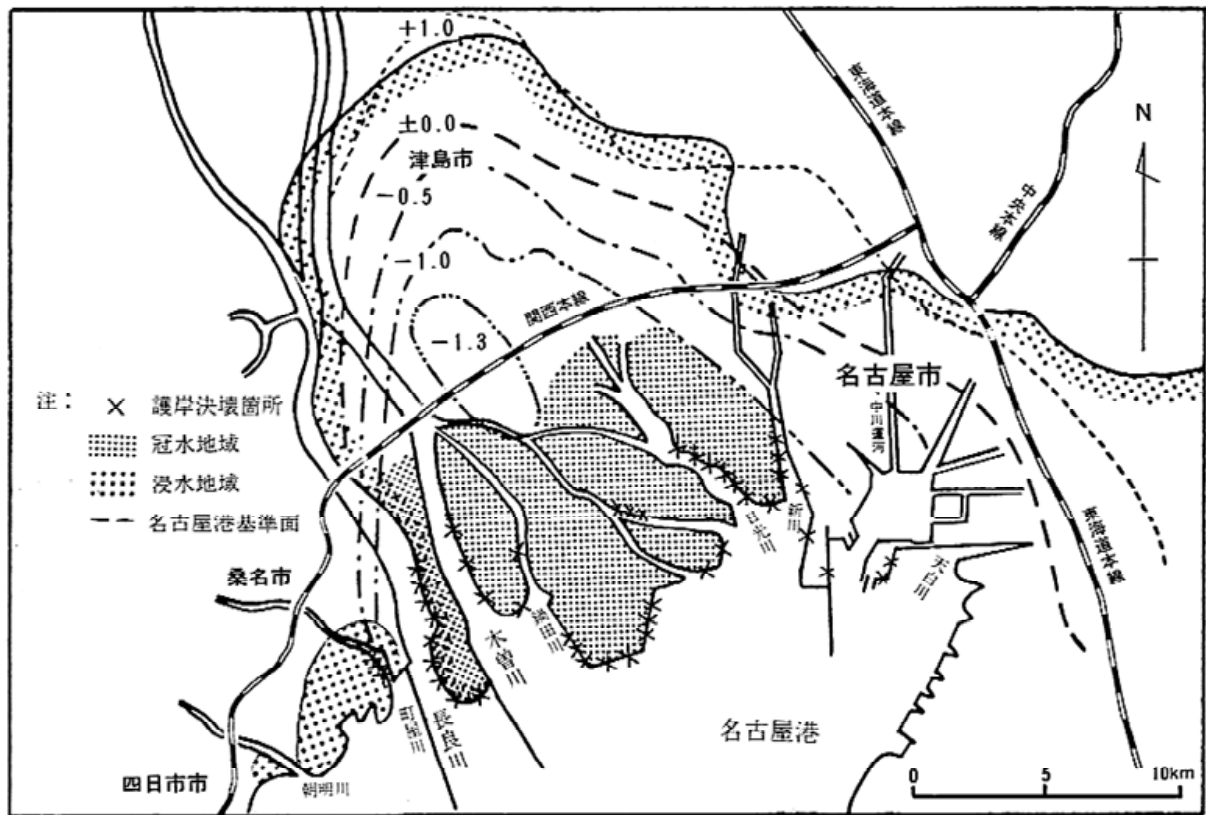 +1.0
東海道本線
中央本線
N
±0.0
津島市
−0.5
−1.0
関西本線
−1.3
名古屋市
中川運河
注：
× 護岸決壊箇所
冠水地域
浸水地域
名古屋港基準面
日光川
新川
天白川
東海道本線
桑名市
鍋田川
木曽川
長良川
町屋川
名古屋港
四日市市
朝明川
0 5 10km